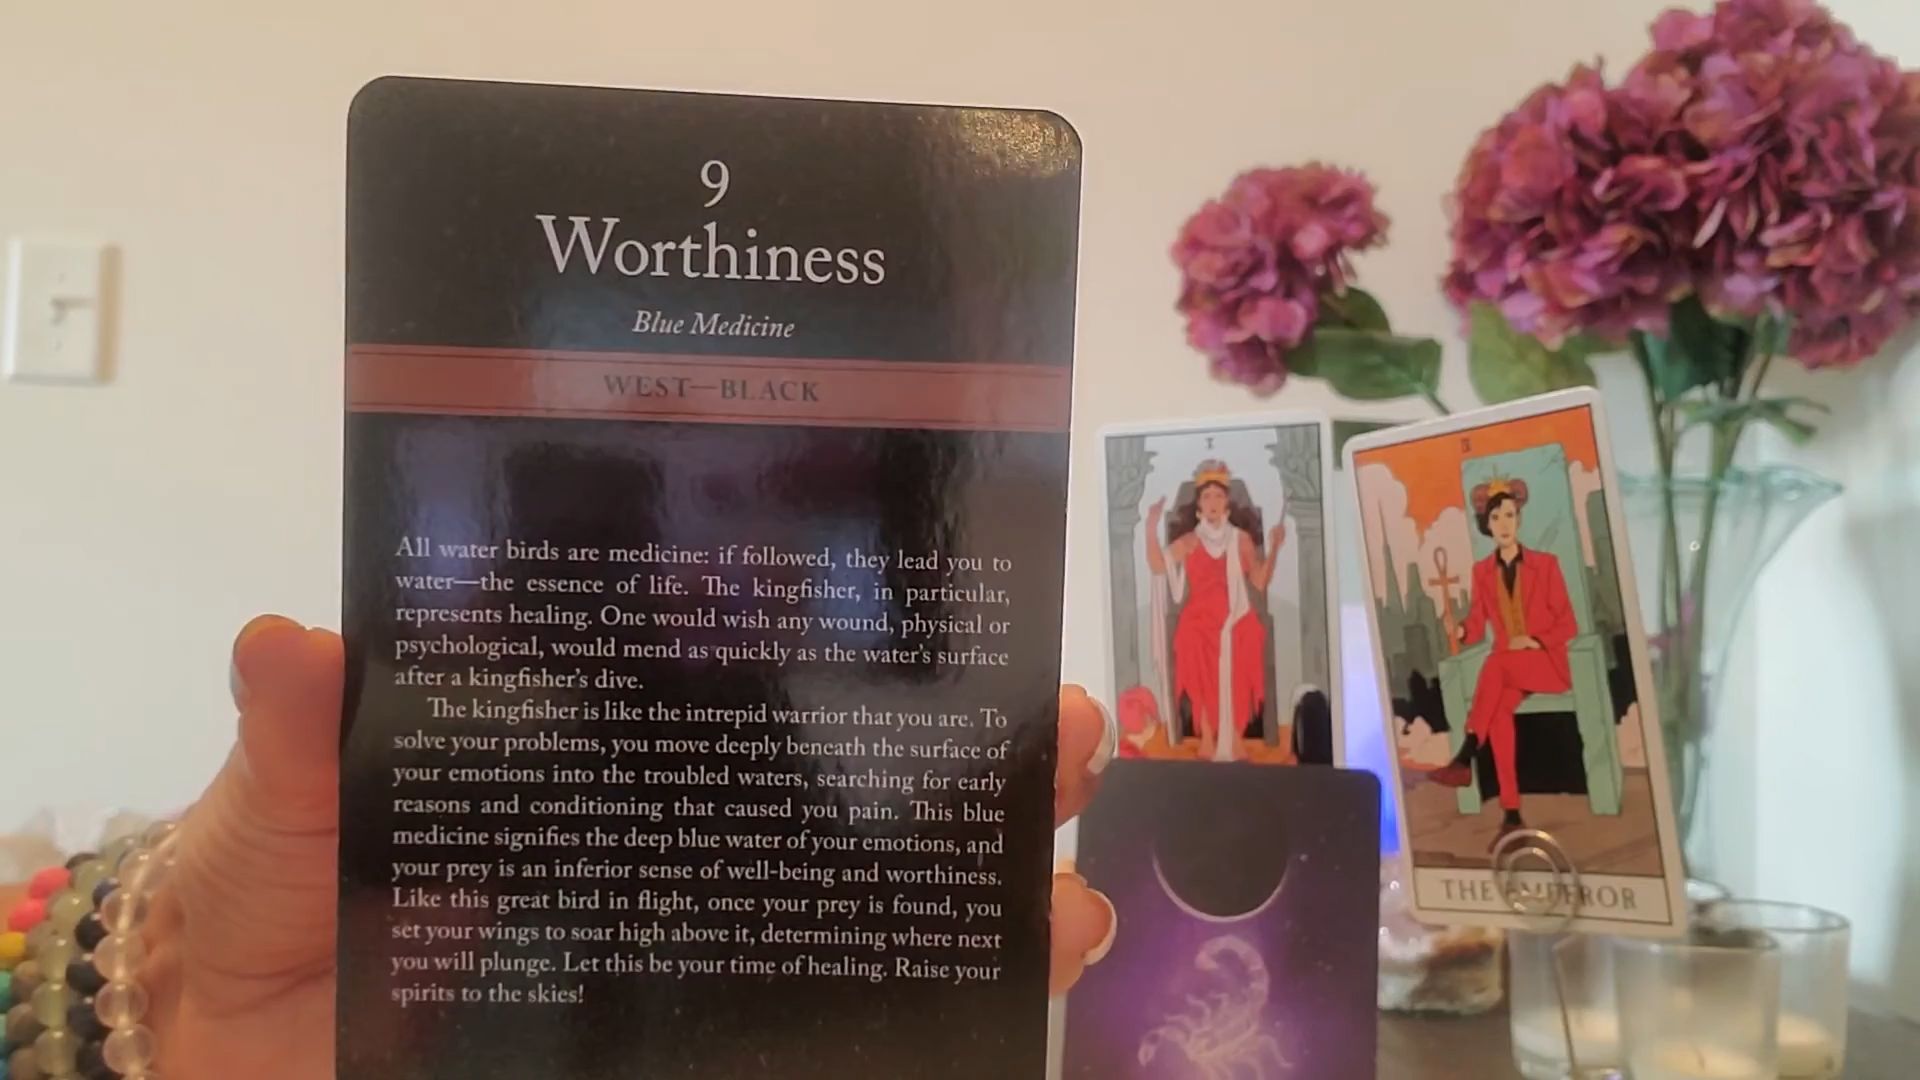 9
Worthiness
Blue Medicine
WEST—BLACK
All water birds are medicine: if followed, they lead you to
water—the essence of life. The kingfisher, in particular,
represents healing. One would wish any wound, physical or
psychological, would mend as quickly as the water's surface
after a kingfisher's dive.
The kingfisher is like the intrepid warrior that you are. To
solve your problems, you move deeply beneath the surface of
your emotions into the troubled waters, searching for early
reasons and conditioning that caused you pain. This blue
medicine signifies the deep blue water of your emotions, and
your prey is an inferior sense of well-being and worthiness.
Like this great bird in flight, once your prey is found, you
set your wings to soar high above it, determining where next
you will plunge. Let this be your time of healing. Raise your
spirits to the skies!
THE EMPEROR